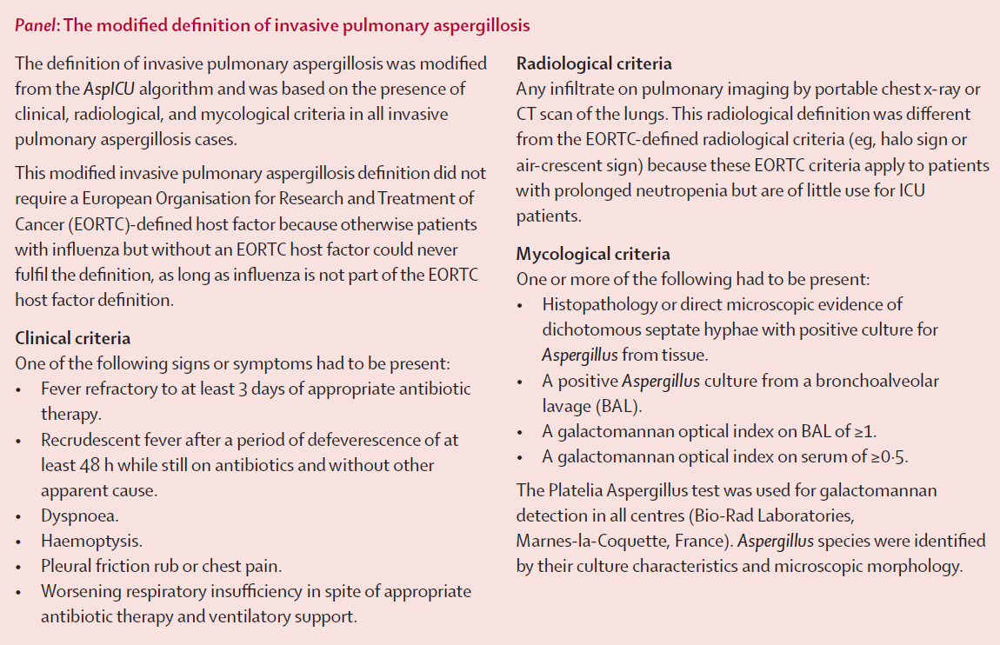 Panel: The modified definition of invasive pulmonary aspergillosis
The definition of invasive pulmonary aspergillosis was modified
from the AspICU algorithm and was based on the presence of
clinical, radiological, and mycological criteria in all invasive
pulmonary aspergillosis cases.
This modified invasive pulmonary aspergillosis definition did not
require a European Organisation for Research and Treatment of
Cancer (EORTC)-defined host factor because otherwise patients
with influenza but without an EORTC host factor could never
fulfil the definition, as long as influenza is not part of the EORTC
host factor definition.
Clinical criteria
One of the following signs or symptoms had to be present:
• Fever refractory to at least 3 days of appropriate antibiotic
therapy.
• Recrudescent fever after a period of defeverescence of at
least 48 h while still on antibiotics and without other
apparent cause.
• Dyspnoea.
• Haemoptysis.
• Pleural friction rub or chest pain.
• Worsening respiratory insufficiency in spite of appropriate
antibiotic therapy and ventilatory support.
Radiological criteria
Any infiltrate on pulmonary imaging by portable chest x-ray or
CT scan of the lungs. This radiological definition was different
from the EORTC-defined radiological criteria (eg, halo sign or
air-crescent sign) because these EORTC criteria apply to patients
with prolonged neutropenia but are of little use for ICU
patients.
Mycological criteria
One or more of the following had to be present:
• Histopathology or direct microscopic evidence of
dichotomous septate hyphae with positive culture for
Aspergillus from tissue.
• A positive Aspergillus culture from a bronchoalveolar
lavage (BAL).
• A galactomannan optical index on BAL of ≥1.
• A galactomannan optical index on serum of ≥0·5.
The Platelia Aspergillus test was used for galactomannan
detection in all centres (Bio-Rad Laboratories,
Marnes-la-Coquette, France). Aspergillus species were identified
by their culture characteristics and microscopic morphology.